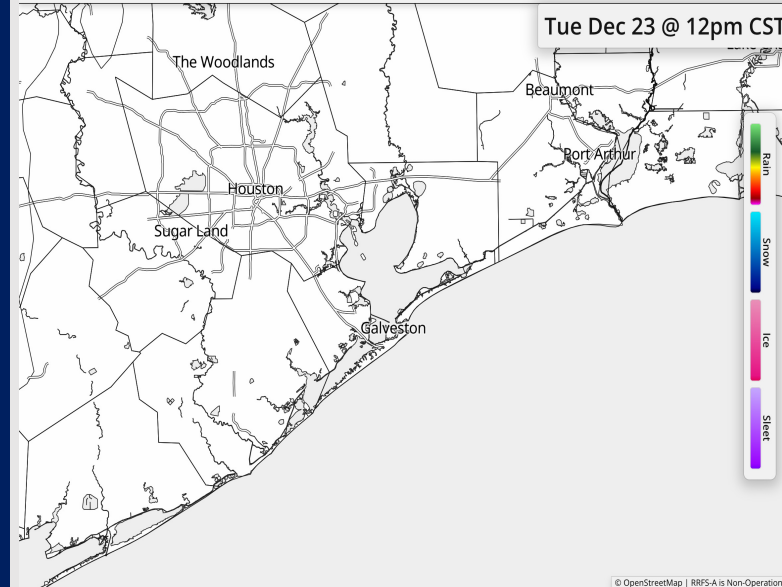 Tue Dec 23 @ 12pm CST
The Woodlands
Beaumont
Port Arthur
Houston
Sugar Land
Galveston
Rain
Snow
Ice
Sleet
© OpenStreetMap | RRFS-A is Non-Operation